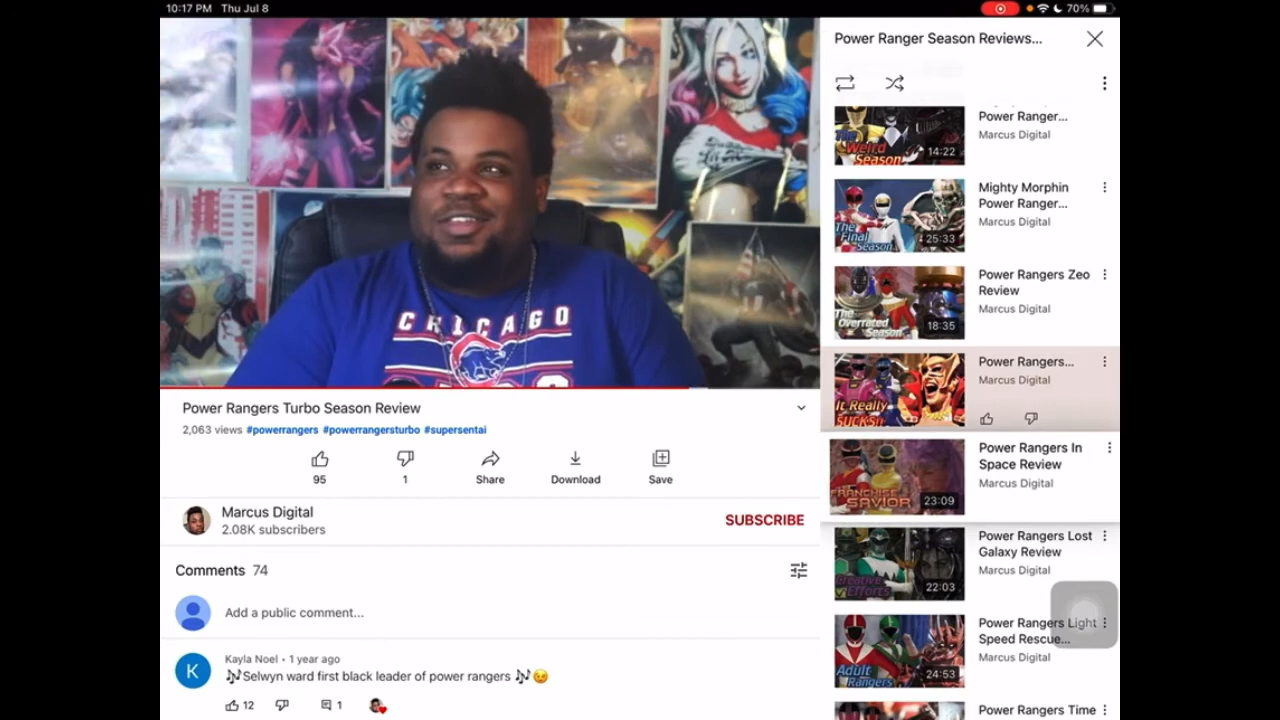 10:17 PM Thu Jul 8
70%
CHICAGO
Power Rangers Turbo Season Review
2,063 views #powerrangers #powerrangersturbo #supersentai
95
1
Share
Download
Save
Marcus Digital
2.08K subscribers
SUBSCRIBE
Comments 74
Add a public comment...
K
Kayla Noel • 1 year ago
🎶Selwyn ward first black leader of power rangers 🎶😉
12
1
Power Ranger Season Reviews...
Weird
Season
14:22
Power Ranger...
Marcus Digital
The
Final
Season
25:33
Mighty Morphin
Power Ranger...
Marcus Digital
The
Overrated
Season
18:35
Power Rangers Zeo
Review
Marcus Digital
It Really
SUCKS!
Power Rangers...
Marcus Digital
FRANCHISE
SAVIOR
23:09
Power Rangers In
Space Review
Marcus Digital
Creative
Efforts
22:03
Power Rangers Lost
Galaxy Review
Marcus Digital
Adult
Rangers
24:53
Power Rangers Light
Speed Rescue...
Marcus Digital
Power Rangers Time